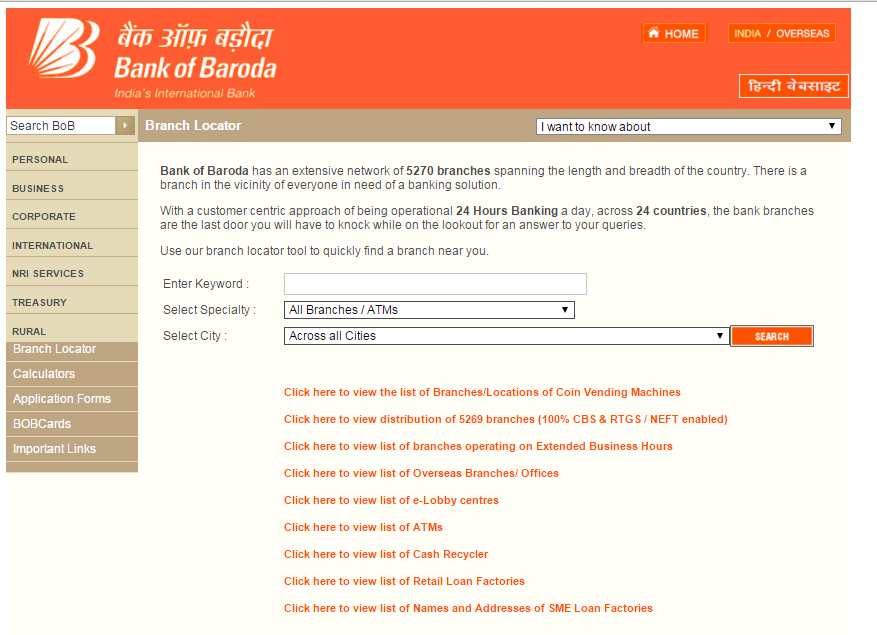 बैंक ऑफ़ बड़ौदा
Bank of Baroda
India's International Bank
HOME
INDIA / OVERSEAS
हिन्दी वेबसाइट
Search BoB
Branch Locator
I want to know about
PERSONAL
BUSINESS
CORPORATE
INTERNATIONAL
NRI SERVICES
TREASURY
RURAL
Branch Locator
Calculators
Application Forms
BOBCards
Important Links
Bank of Baroda has an extensive network of 5270 branches spanning the length and breadth of the country. There is a
branch in the vicinity of everyone in need of a banking solution.
With a customer centric approach of being operational 24 Hours Banking a day, across 24 countries, the bank branches
are the last door you will have to knock while on the lookout for an answer to your queries.
Use our branch locator tool to quickly find a branch near you.
Enter Keyword :
Select Specialty : All Branches / ATMs
Select City : Across all Cities SEARCH
Click here to view the list of Branches/Locations of Coin Vending Machines
Click here to view distribution of 5269 branches (100% CBS & RTGS / NEFT enabled)
Click here to view list of branches operating on Extended Business Hours
Click here to view list of Overseas Branches/ Offices
Click here to view list of e-Lobby centres
Click here to view list of ATMs
Click here to view list of Cash Recycler
Click here to view list of Retail Loan Factories
Click here to view list of Names and Addresses of SME Loan Factories